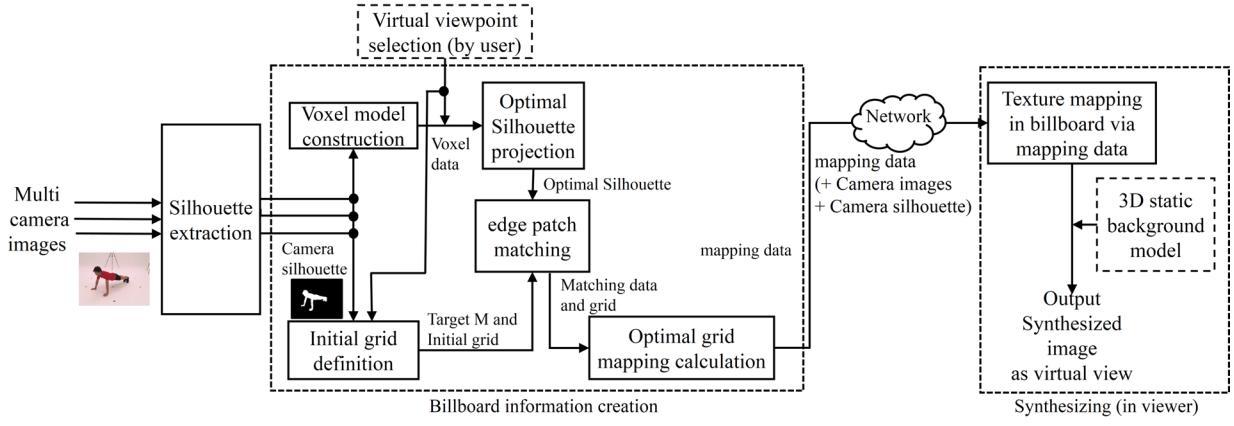 Virtual viewpoint
selection (by user)
Multi
camera
images
Silhouette
extraction
Voxel model
construction
Voxel
data
Optimal
Silhouette
projection
Optimal Silhouette
edge patch
matching
Camera
silhouette
Initial grid
definition
Target M and
Initial grid
Matching data
and grid
Optimal grid
mapping calculation
mapping data
Billboard information creation
Network
mapping data
(+ Camera images
+ Camera silhouette)
Texture mapping
in billboard via
mapping data
3D static
background
model
Output
Synthesized
image
as virtual view
Synthesizing (in viewer)